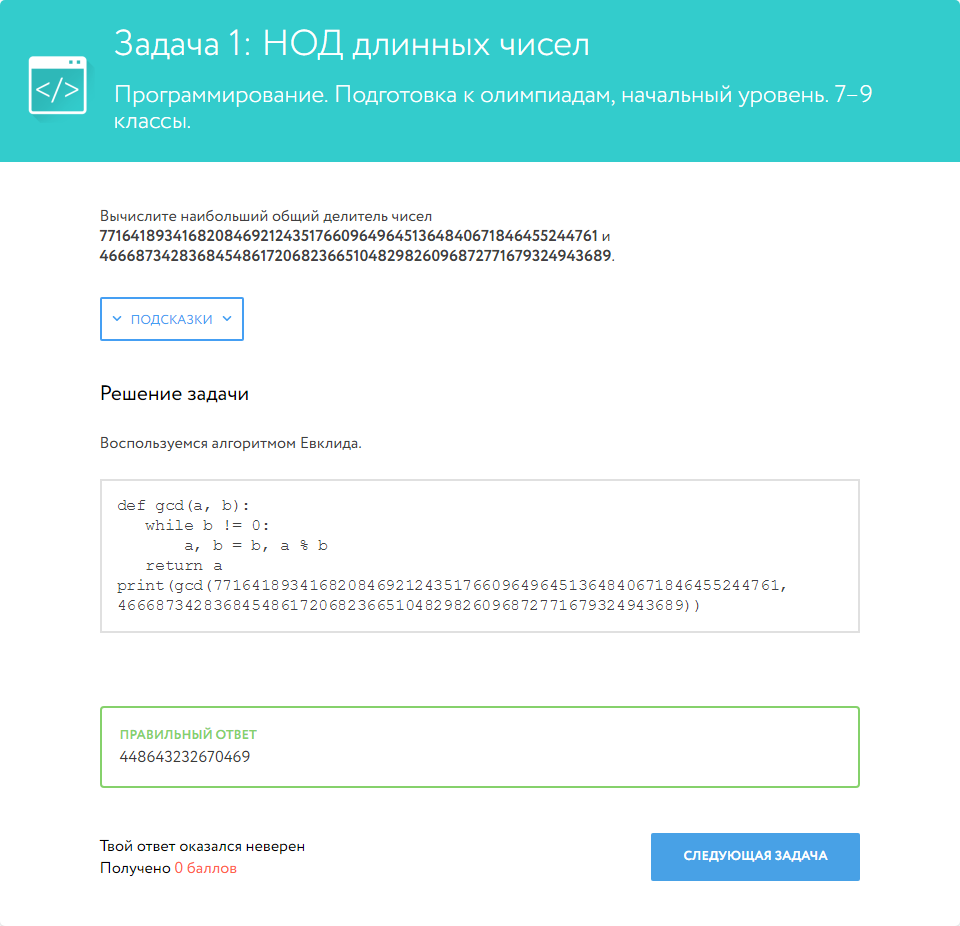 Задача 1: НОД длинных чисел
</>
Программирование. Подготовка к олимпиадам, начальный уровень. 7–9
классы.
Вычислите наибольший общий делитель чисел
77164189341682084692124351766096496451364840671846455244761 и
4666873428368454861720682366510482982609687277167932494 3689.
ПОДСКАЗКИ
Решение задачи
Воспользуемся алгоритмом Евклида.
def gcd(a, b):
while b != 0:
a, b = b, a % b
return a
print(gcd(77164189341682084692124351766096496451364840671846455244761,
46668734283684548617206823665104829826096872771679324943689))
ПРАВИЛЬНЫЙ ОТВЕТ
448643232670469
Твой ответ оказался неверен
Получено 0 баллов
СЛЕДУЮЩАЯ ЗАДАЧА